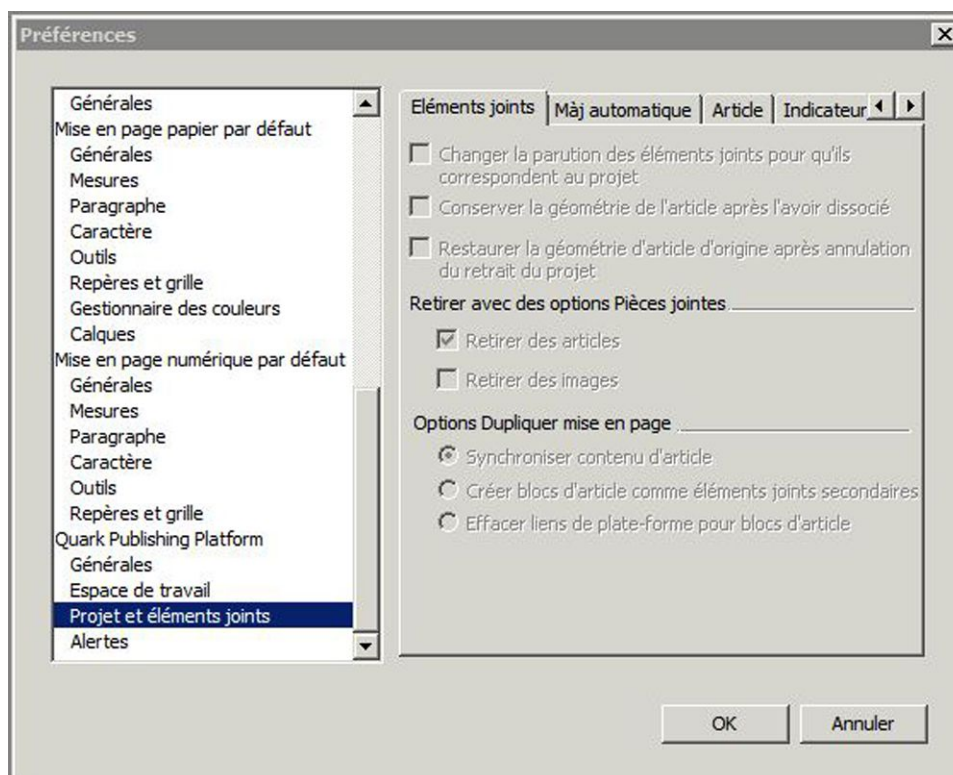 Préférences
Générales
Mise en page papier par défaut
Générales
Mesures
Paragraphe
Caractère
Outils
Repères et grille
Gestionnaire des couleurs
Calques
Mise en page numérique par défaut
Générales
Mesures
Paragraphe
Caractère
Outils
Repères et grille
Quark Publishing Platform
Générales
Espace de travail
Projet et éléments joints
Alertes
Eléments joints
Màj automatique
Article
Indicateur
Changer la parution des éléments joints pour qu'ils
correspondent au projet
Conserver la géométrie de l'article après l'avoir dissocié
Restaurer la géométrie d'article d'origine après annulation
du retrait du projet
Retirer avec des options Pièces jointes
Retirer des articles
Retirer des images
Options Dupliquer mise en page
Synchroniser contenu d'article
Créer blocs d'article comme éléments joints secondaires
Effacer liens de plate-forme pour blocs d'article
OK
Annuler